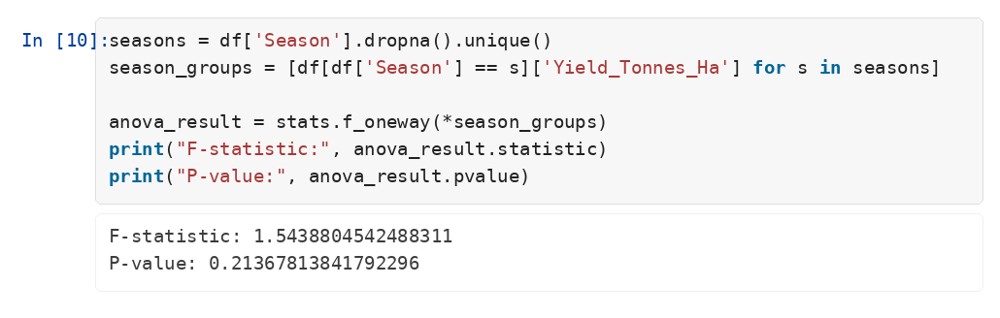 In [10]:seasons = df['Season'].dropna().unique()
season_groups = [df[df['Season'] == s]['Yield_Tonnes_Ha'] for s in seasons]
anova_result = stats.f_oneway(*season_groups)
print("F-statistic:", anova_result.statistic)
print("P-value:", anova_result.pvalue)
F-statistic: 1.5438804542488311
P-value: 0.21367813841792296